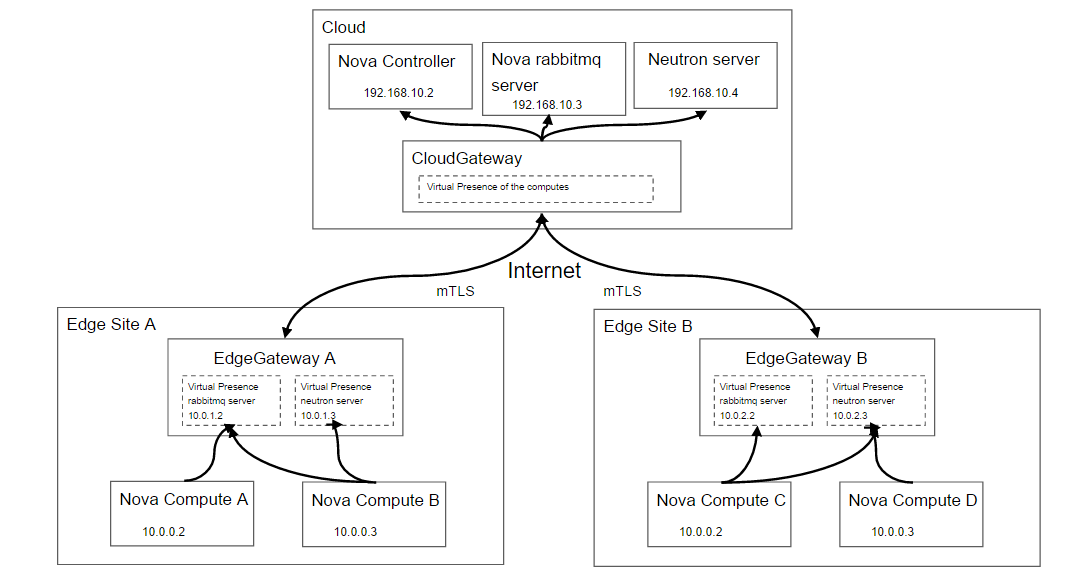 Cloud
Nova Controller
192.168.10.2
Nova rabbitmq
server
192.168.10.3
Neutron server
192.168.10.4
CloudGateway
Virtual Presence of the computes
Internet
mTLS
mTLS
Edge Site A
EdgeGateway A
Virtual Presence
rabbitmq server
10.0.1.2
Virtual Presence
neutron server
10.0.1.3
Nova Compute A
10.0.0.2
Nova Compute B
10.0.0.3
Edge Site B
EdgeGateway B
Virtual Presence
rabbitmq server
10.0.2.2
Virtual Presence
neutron server
10.0.2.3
Nova Compute C
10.0.0.2
Nova Compute D
10.0.0.3